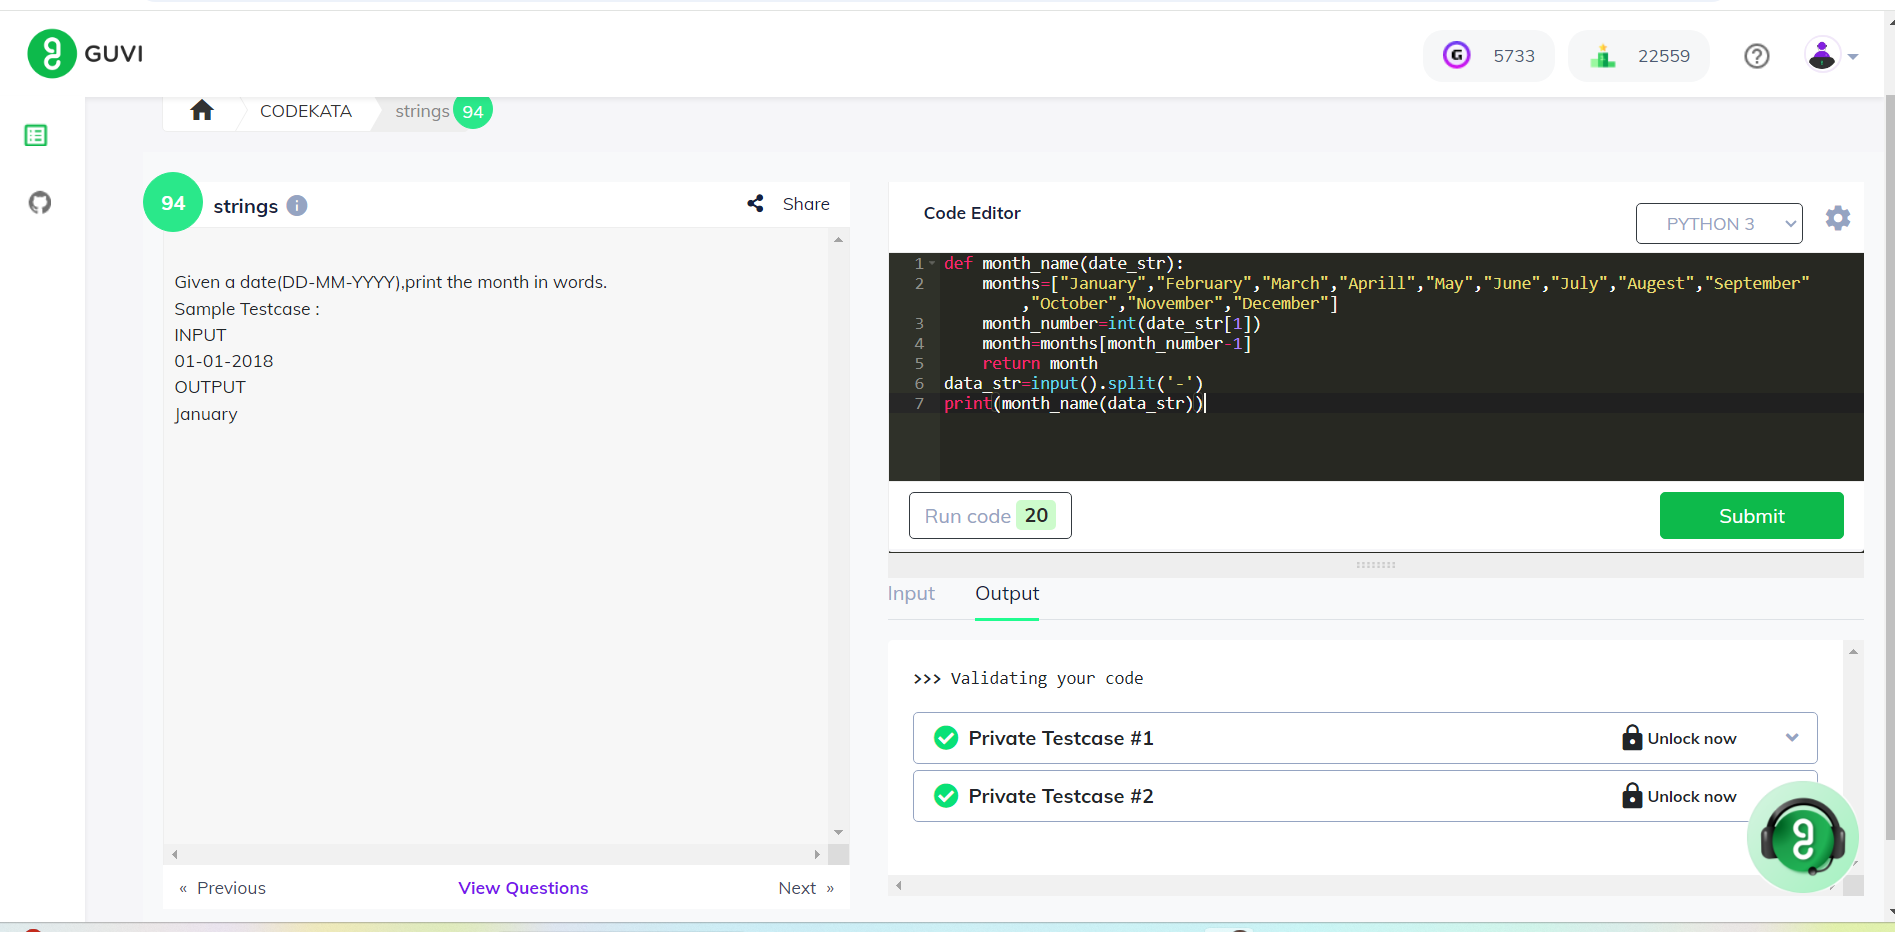 GUVI
5733
22559
CODEKATA
strings 94
94 strings
Share
Given a date(DD-MM-YYYY),print the month in words.
Sample Testcase :
INPUT
01-01-2018
OUTPUT
January
« Previous
View Questions
Next »
Code Editor
PYTHON 3
1 def month_name(date_str):
2 months=["January","February","March","Aprill","May","June","July","Augest","September"
,"October","November","December"]
3 month_number=int(date_str[1])
4 month=months[month_number-1]
5 return month
6 data_str=input().split('-')
7 print(month_name(data_str))
Run code 20
Submit
Input
Output
>>> Validating your code
Private Testcase #1 Unlock now
Private Testcase #2 Unlock now